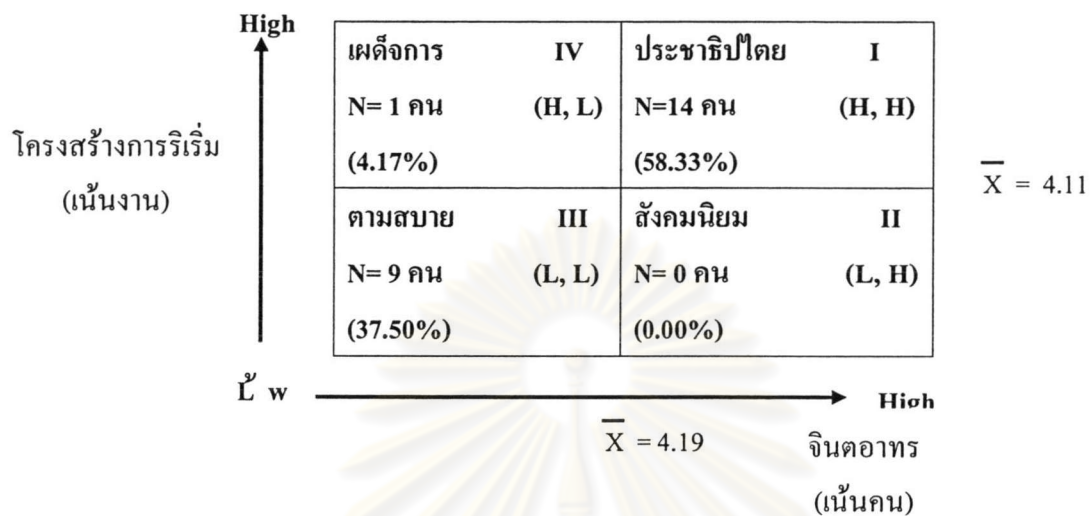 High
เผด็จการ IV
N= 1 คน (H, L)
(4.17%)
ประชาธิปไตย I
N=14 คน (H, H)
(58.33%)
โครงสร้างการริเริ่ม
(เน้นงาน)
X = 4.11
ตามสบาย III
N= 9 คน (L, L)
(37.50%)
สังคมนิยม II
N= 0 คน (L, H)
(0.00%)
L w
High
X = 4.19
จินตอาทร
(เน้นคน)